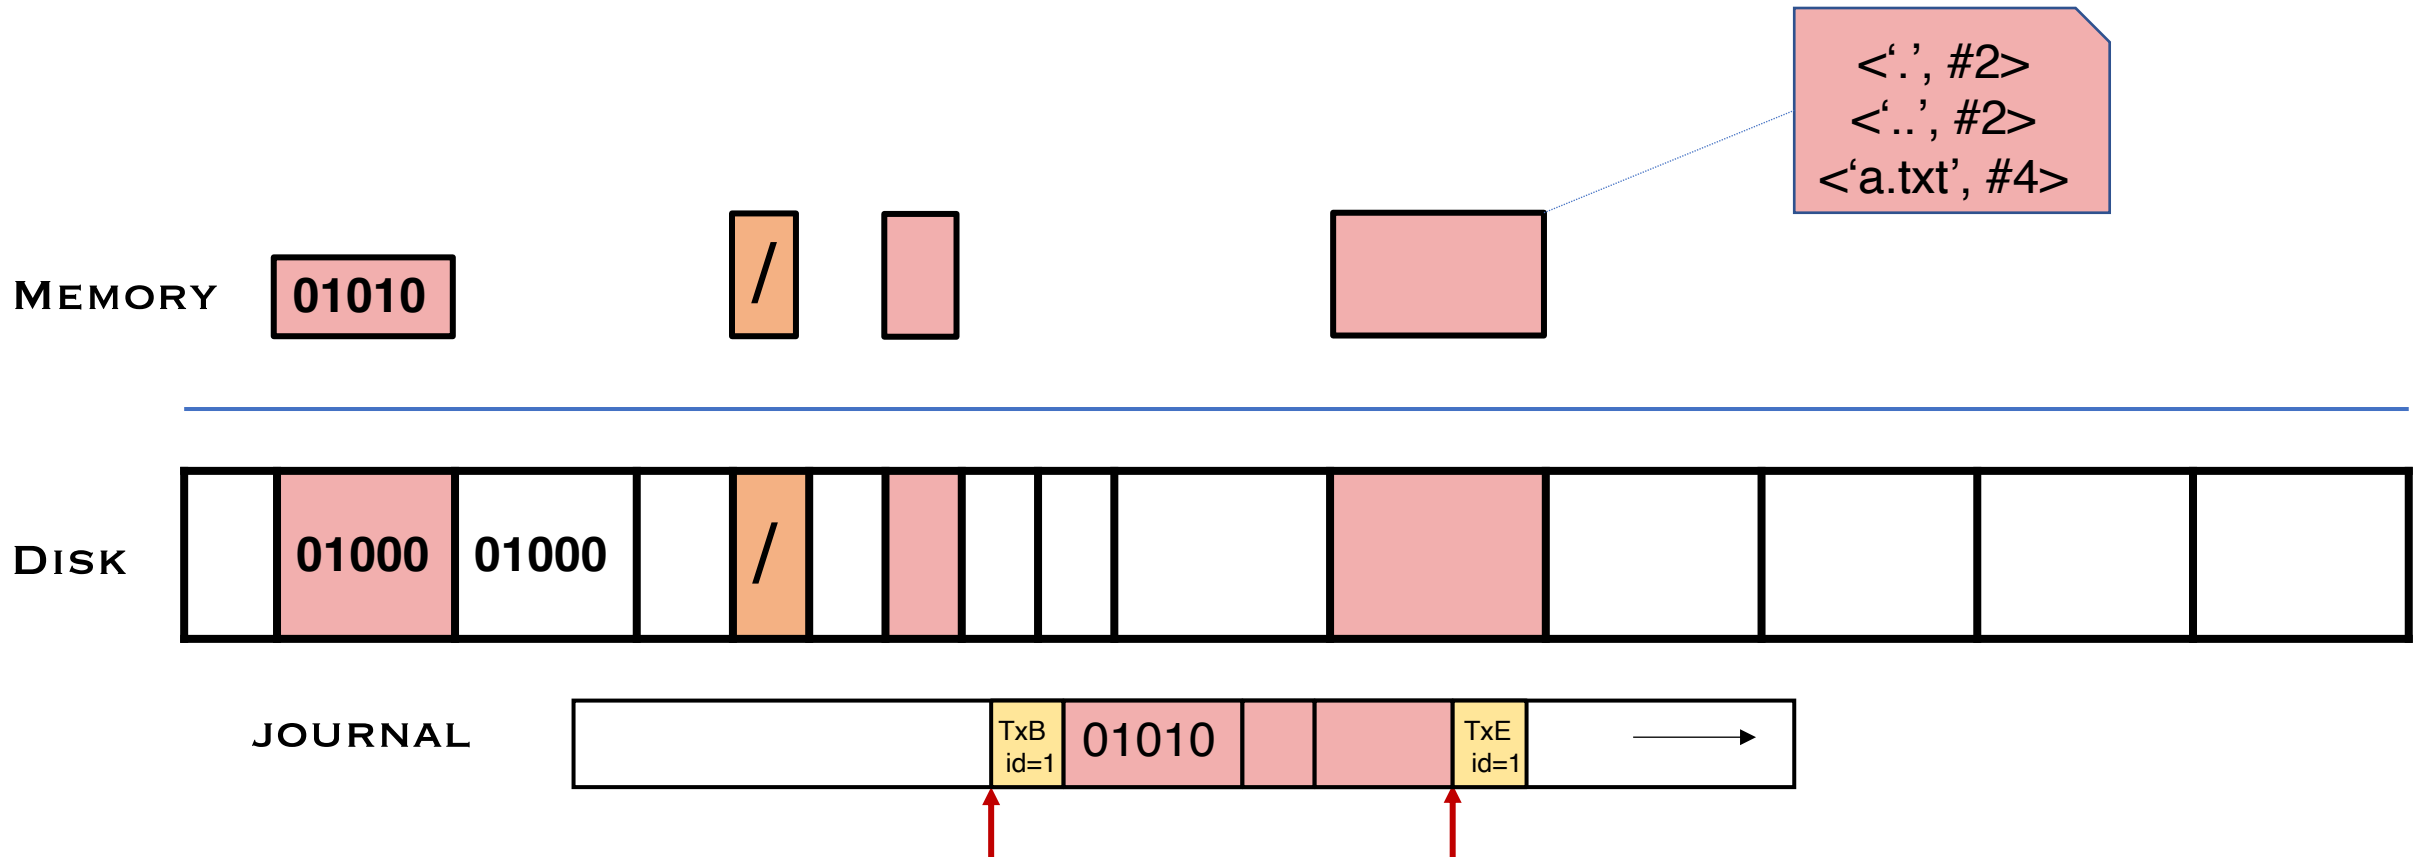 <‘.’, #2>
<‘..’, #2>
<‘a.txt’, #4>
MEMORY
01010
/
DISK
01000
01000
/
JOURNAL
TxB
id=1
01010
TxE
id=1